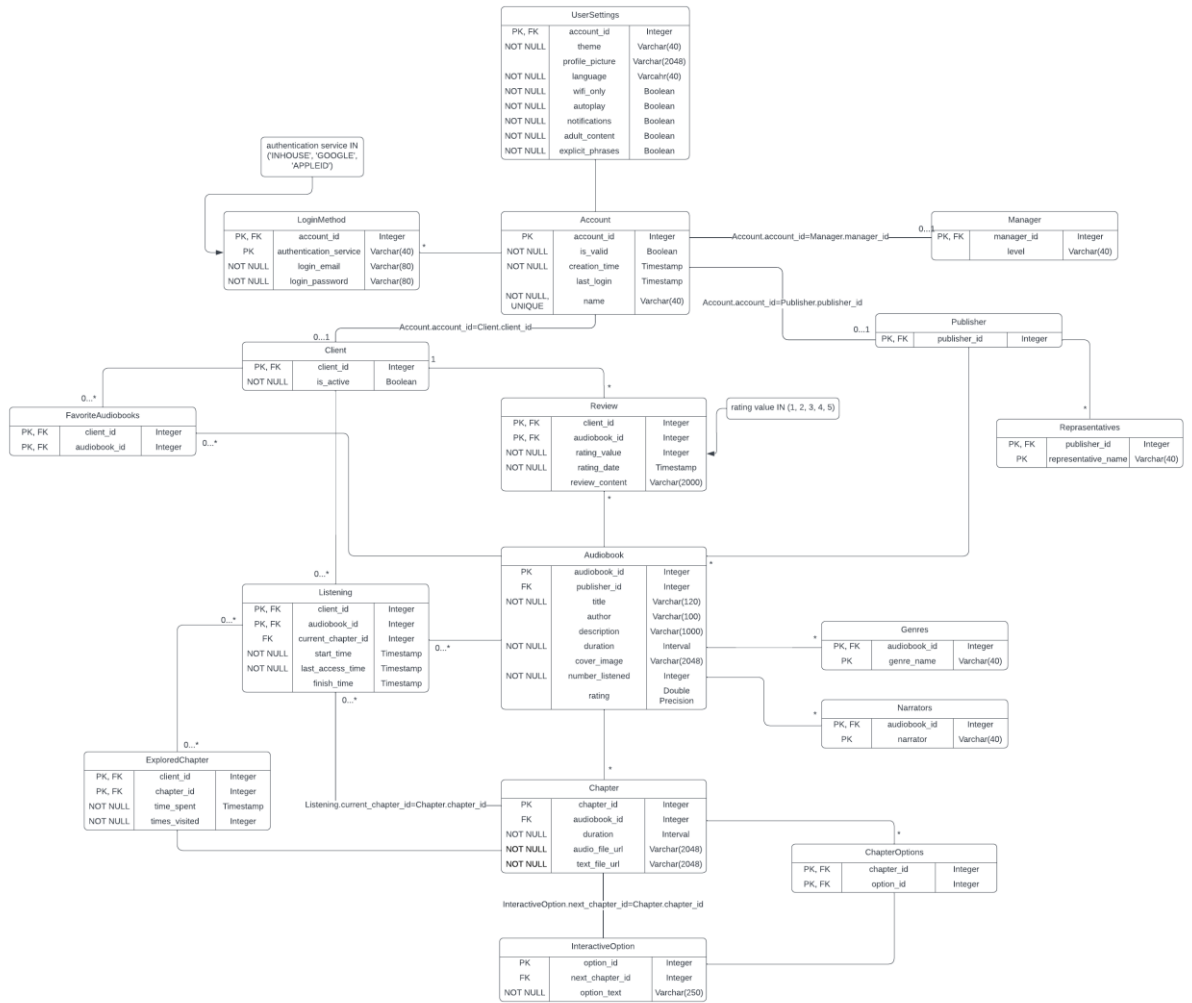 UserSettings
PK, FK account_id Integer
NOT NULL theme Varchar(40)
profile_picture Varchar(2048)
NOT NULL language Varcahr(40)
NOT NULL wifi_only Boolean
NOT NULL autoplay Boolean
NOT NULL notifications Boolean
NOT NULL adult_content Boolean
NOT NULL explicit_phrases Boolean
authentication service IN
('INHOUSE', 'GOOGLE',
'APPLEID')
LoginMethod
PK, FK account_id Integer
PK authentication_service Varchar(40)
NOT NULL login_email Varchar(80)
NOT NULL login_password Varchar(80)
*
Account
PK account_id Integer
NOT NULL is_valid Boolean
NOT NULL creation_time Timestamp
last_login Timestamp
NOT NULL,
UNIQUE name Varchar(40)
Account.account_id=Manager.manager_id
0...1
Manager
PK, FK manager_id Integer
level Varchar(40)
Account.account_id=Publisher.publisher_id
0...1
Publisher
PK, FK publisher_id Integer
Account.account_id=Client.client_id
0...1
Client
PK, FK client_id Integer
NOT NULL is_active Boolean
1
*
0...*
FavoriteAudiobooks
PK, FK client_id Integer
PK, FK audiobook_id Integer
0...*
Review
PK, FK client_id Integer
PK, FK audiobook_id Integer
NOT NULL rating_value Integer
NOT NULL rating_date Timestamp
review_content Varchar(2000)
*
rating value IN (1, 2, 3, 4, 5)
*
Representatives
PK, FK publisher_id Integer
PK representative_name Varchar(40)
Audiobook
PK audiobook_id Integer
FK publisher_id Integer
NOT NULL title Varchar(120)
author Varchar(100)
description Varchar(1000)
NOT NULL duration Interval
cover_image Varchar(2048)
NOT NULL number_listened Integer
rating Double
Precision
*
0...*
Listening
PK, FK client_id Integer
PK, FK audiobook_id Integer
FK current_chapter_id Integer
NOT NULL start_time Timestamp
NOT NULL last_access_time Timestamp
finish_time Timestamp
0...*
0...*
0...*
*
Genres
PK, FK audiobook_id Integer
PK genre_name Varchar(40)
*
Narrators
PK, FK audiobook_id Integer
PK narrator Varchar(40)
0...*
ExploredChapter
PK, FK client_id Integer
PK, FK chapter_id Integer
NOT NULL time_spent Timestamp
NOT NULL times_visited Integer
Listening.current_chapter_id=Chapter.chapter_id
*
Chapter
PK chapter_id Integer
FK audiobook_id Integer
NOT NULL duration Interval
NOT NULL audio_file_url Varchar(2048)
NOT NULL text_file_url Varchar(2048)
*
ChapterOptions
PK, FK chapter_id Integer
PK, FK option_id Integer
InteractiveOption.next_chapter_id=Chapter.chapter_id
InteractiveOption
PK option_id Integer
FK next_chapter_id Integer
NOT NULL option_text Varchar(250)